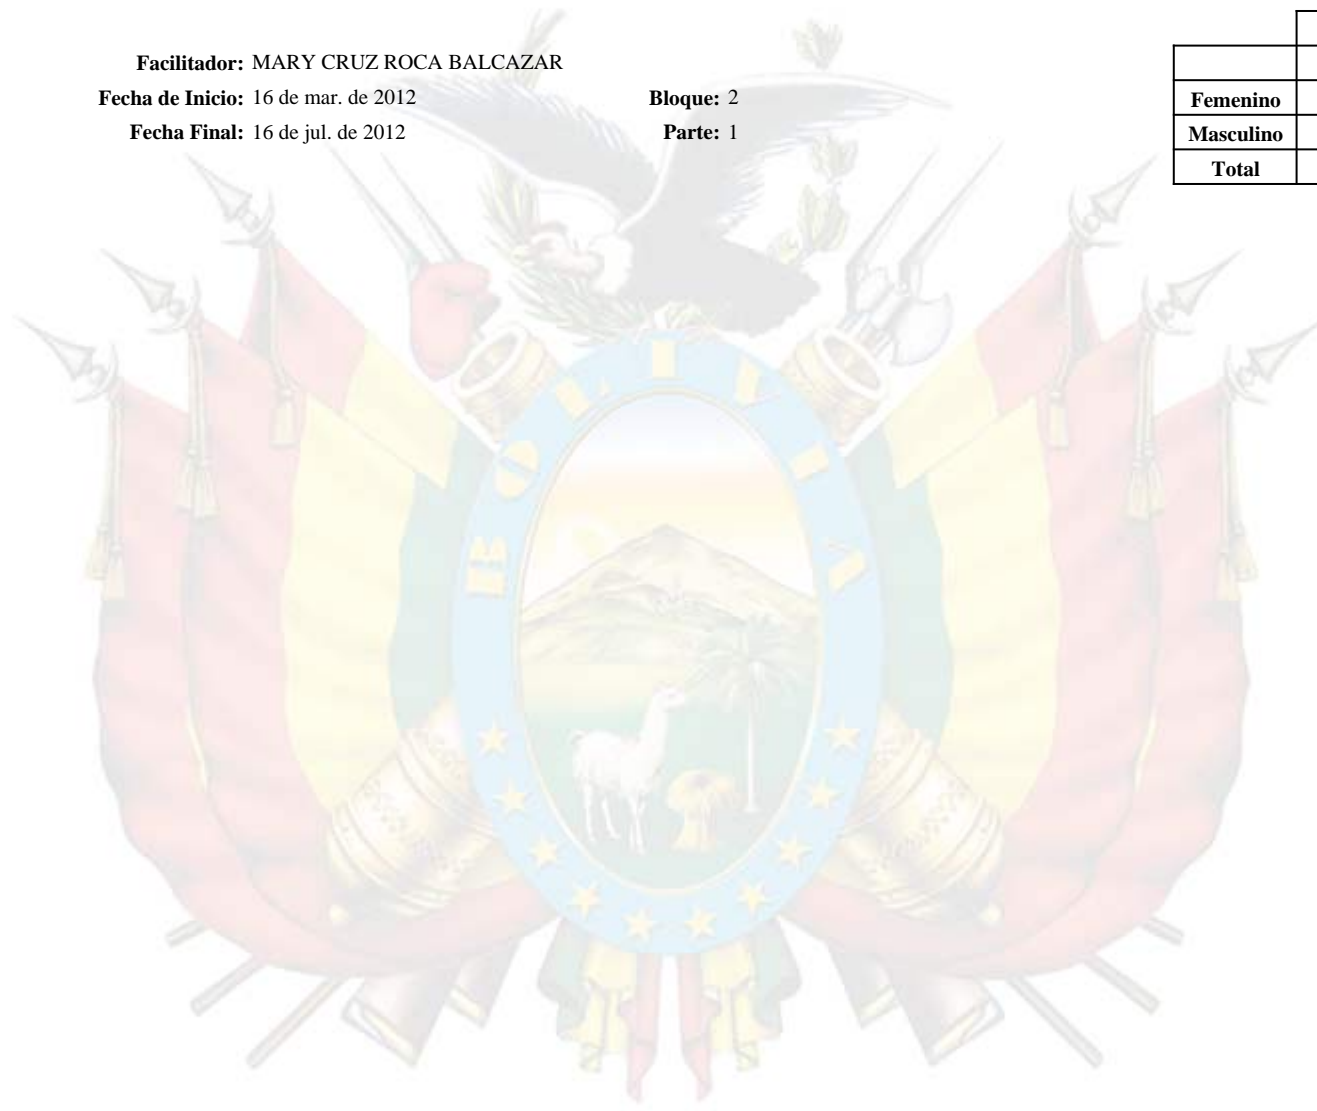 Facilitador: MARY CRUZ ROCA BALCAZAR
Fecha de Inicio: 16 de mar. de 2012 Bloque: 2
Fecha Final: 16 de jul. de 2012 Parte: 1
Femenino
Masculino
Total
BOLIVIA